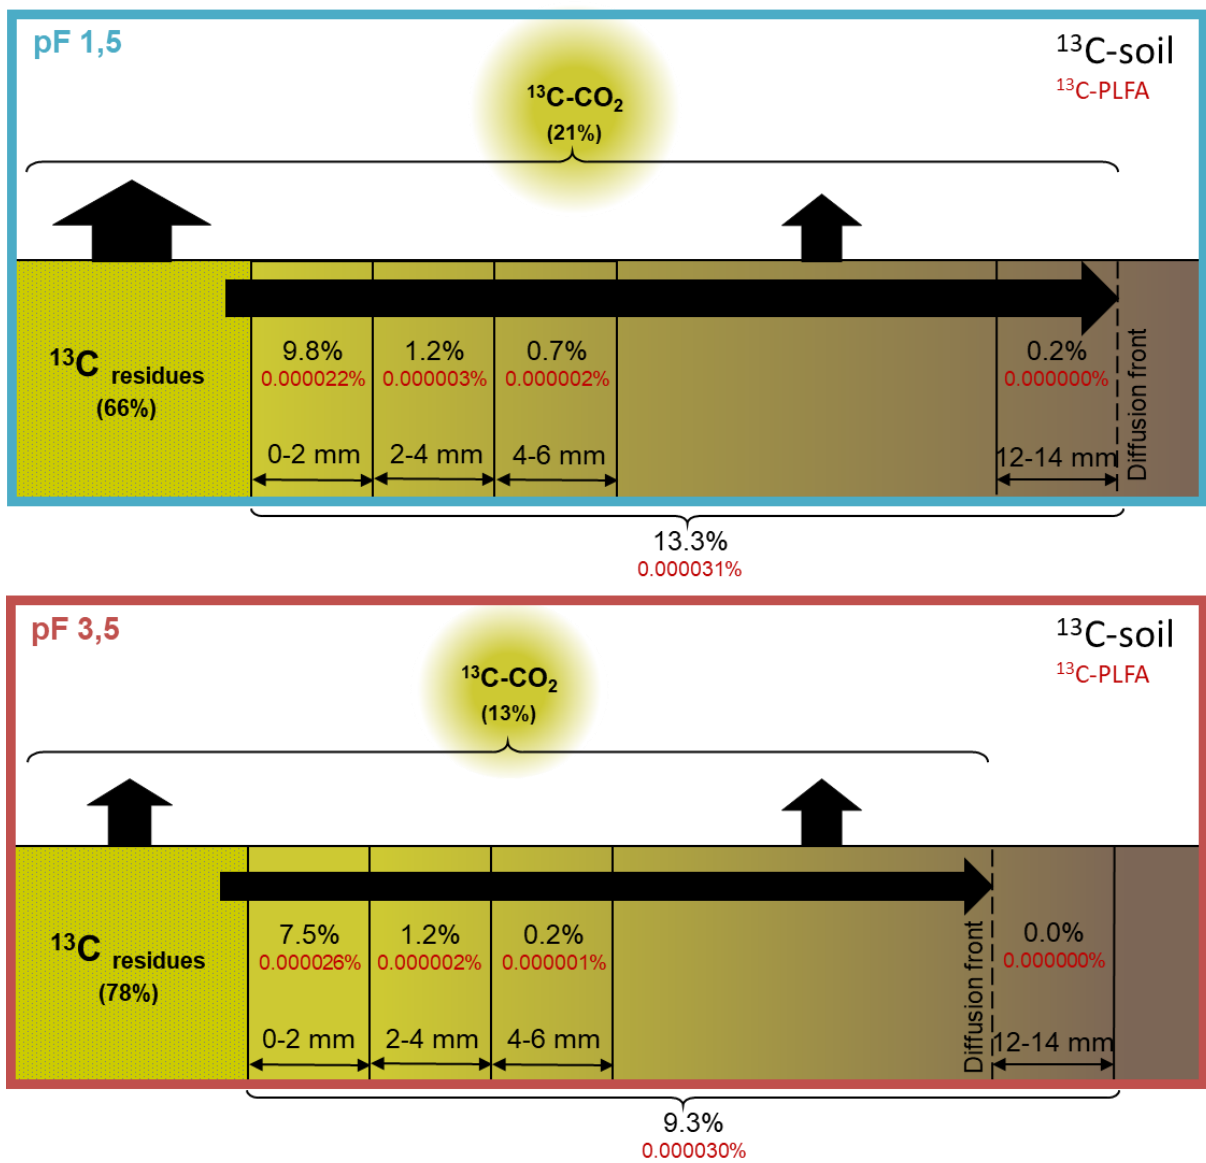 pF 1,5
¹³C-soil
¹³C-PLFA
¹³C-CO₂
(21%)
¹³C residues
(66%)
9.8%
0.000022%
0-2 mm
1.2%
0.000003%
2-4 mm
0.7%
0.000002%
4-6 mm
0.2%
0.000000%
12-14 mm
Diffusion front
13.3%
0.000031%
pF 3,5
¹³C-soil
¹³C-PLFA
¹³C-CO₂
(13%)
¹³C residues
(78%)
7.5%
0.000026%
0-2 mm
1.2%
0.000002%
2-4 mm
0.2%
0.000001%
4-6 mm
Diffusion front
0.0%
0.000000%
12-14 mm
9.3%
0.000030%